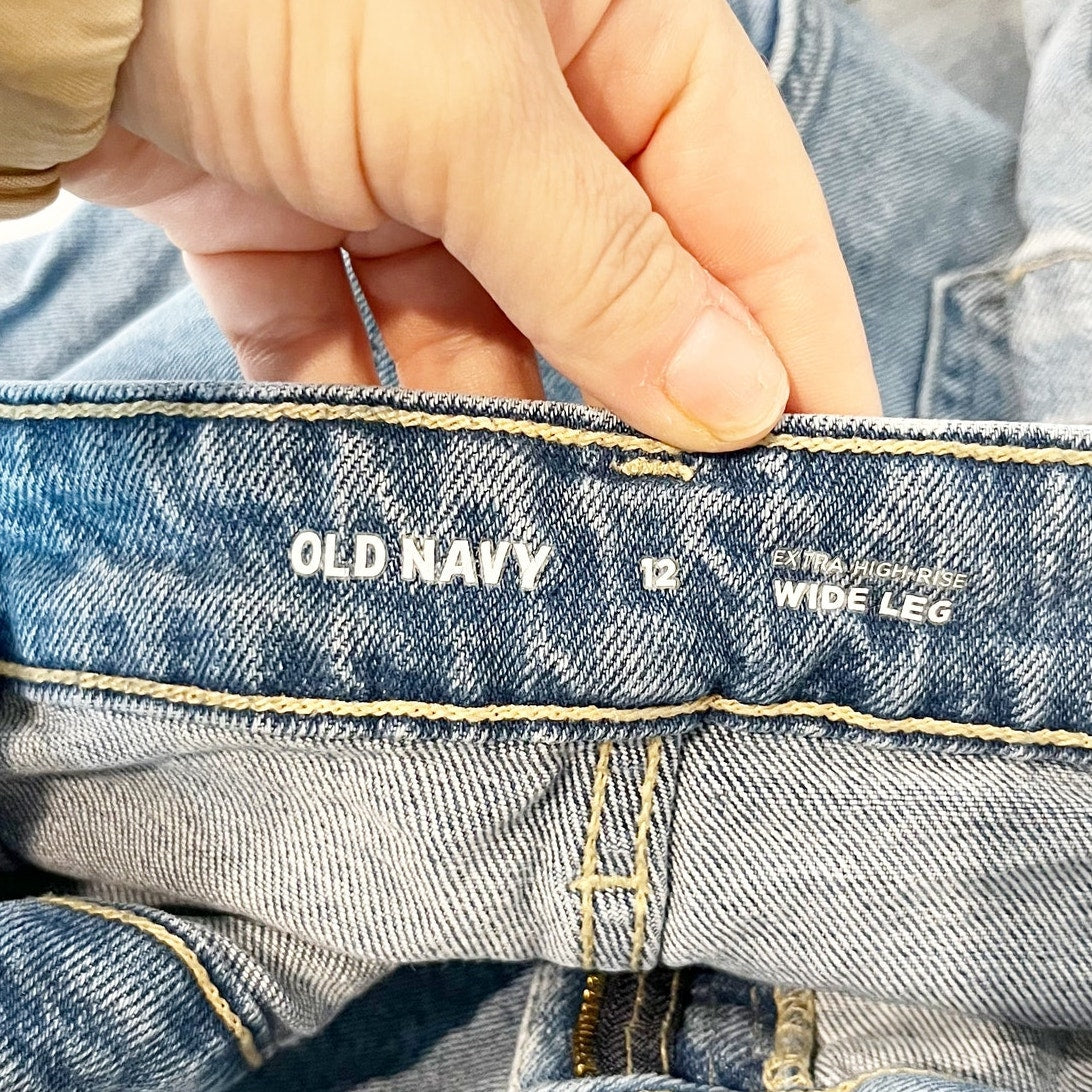 OLD NAVY
12
EXTRA-HIGH-RISE
WIDE LEG